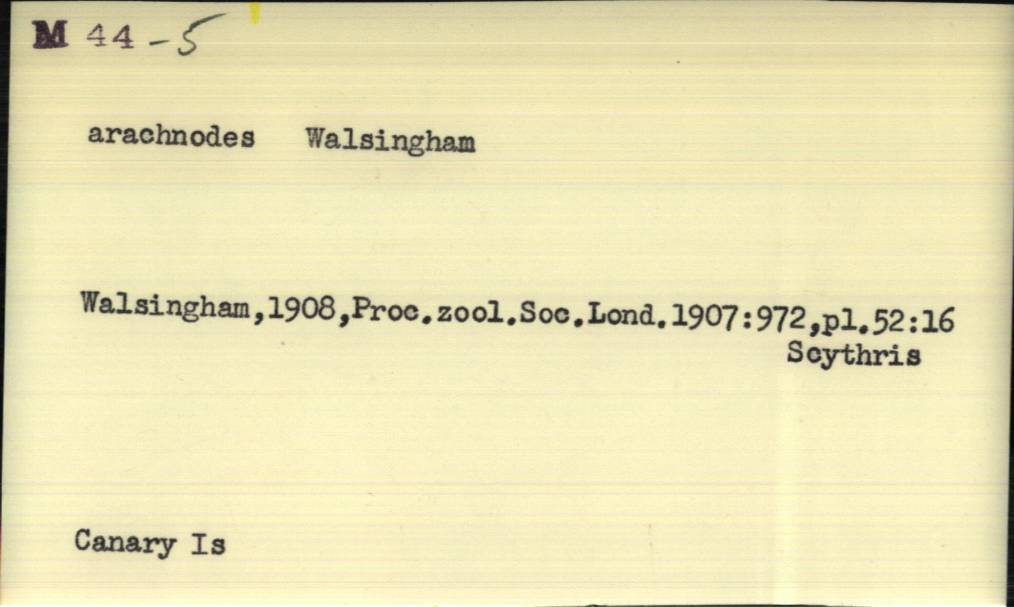 M 44 - 5
arachnodes Walsingham
Walsingham,1908,Proc.zool.Soc.Lond.1907:972,pl.52:16
Scythris
Canary Is